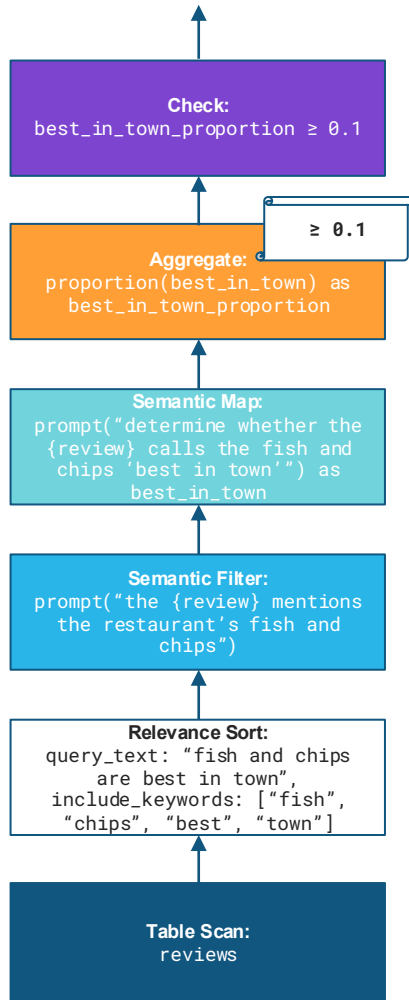 Check:
best_in_town_proportion ≥ 0.1
≥ 0.1
Aggregate:
proportion(best_in_town) as
best_in_town_proportion
Semantic Map:
prompt(“determine whether the
{review} calls the fish and
chips ‘best in town’”) as
best_in_town
Semantic Filter:
prompt(“the {review} mentions
the restaurant’s fish and
chips”)
Relevance Sort:
query_text: “fish and chips
are best in town”,
include_keywords: [“fish”,
“chips”, “best”, “town”]
Table Scan:
reviews